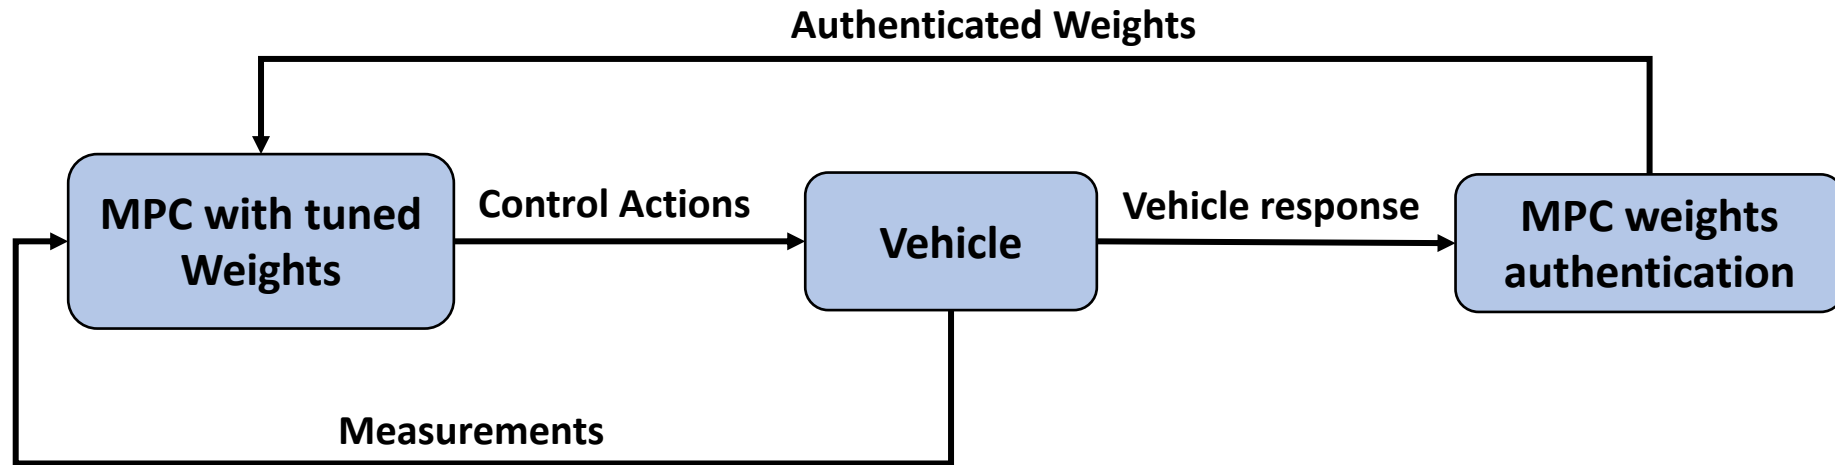 Authenticated Weights
MPC with tuned
Weights
Control Actions
Vehicle
Vehicle response
MPC weights
authentication
Measurements